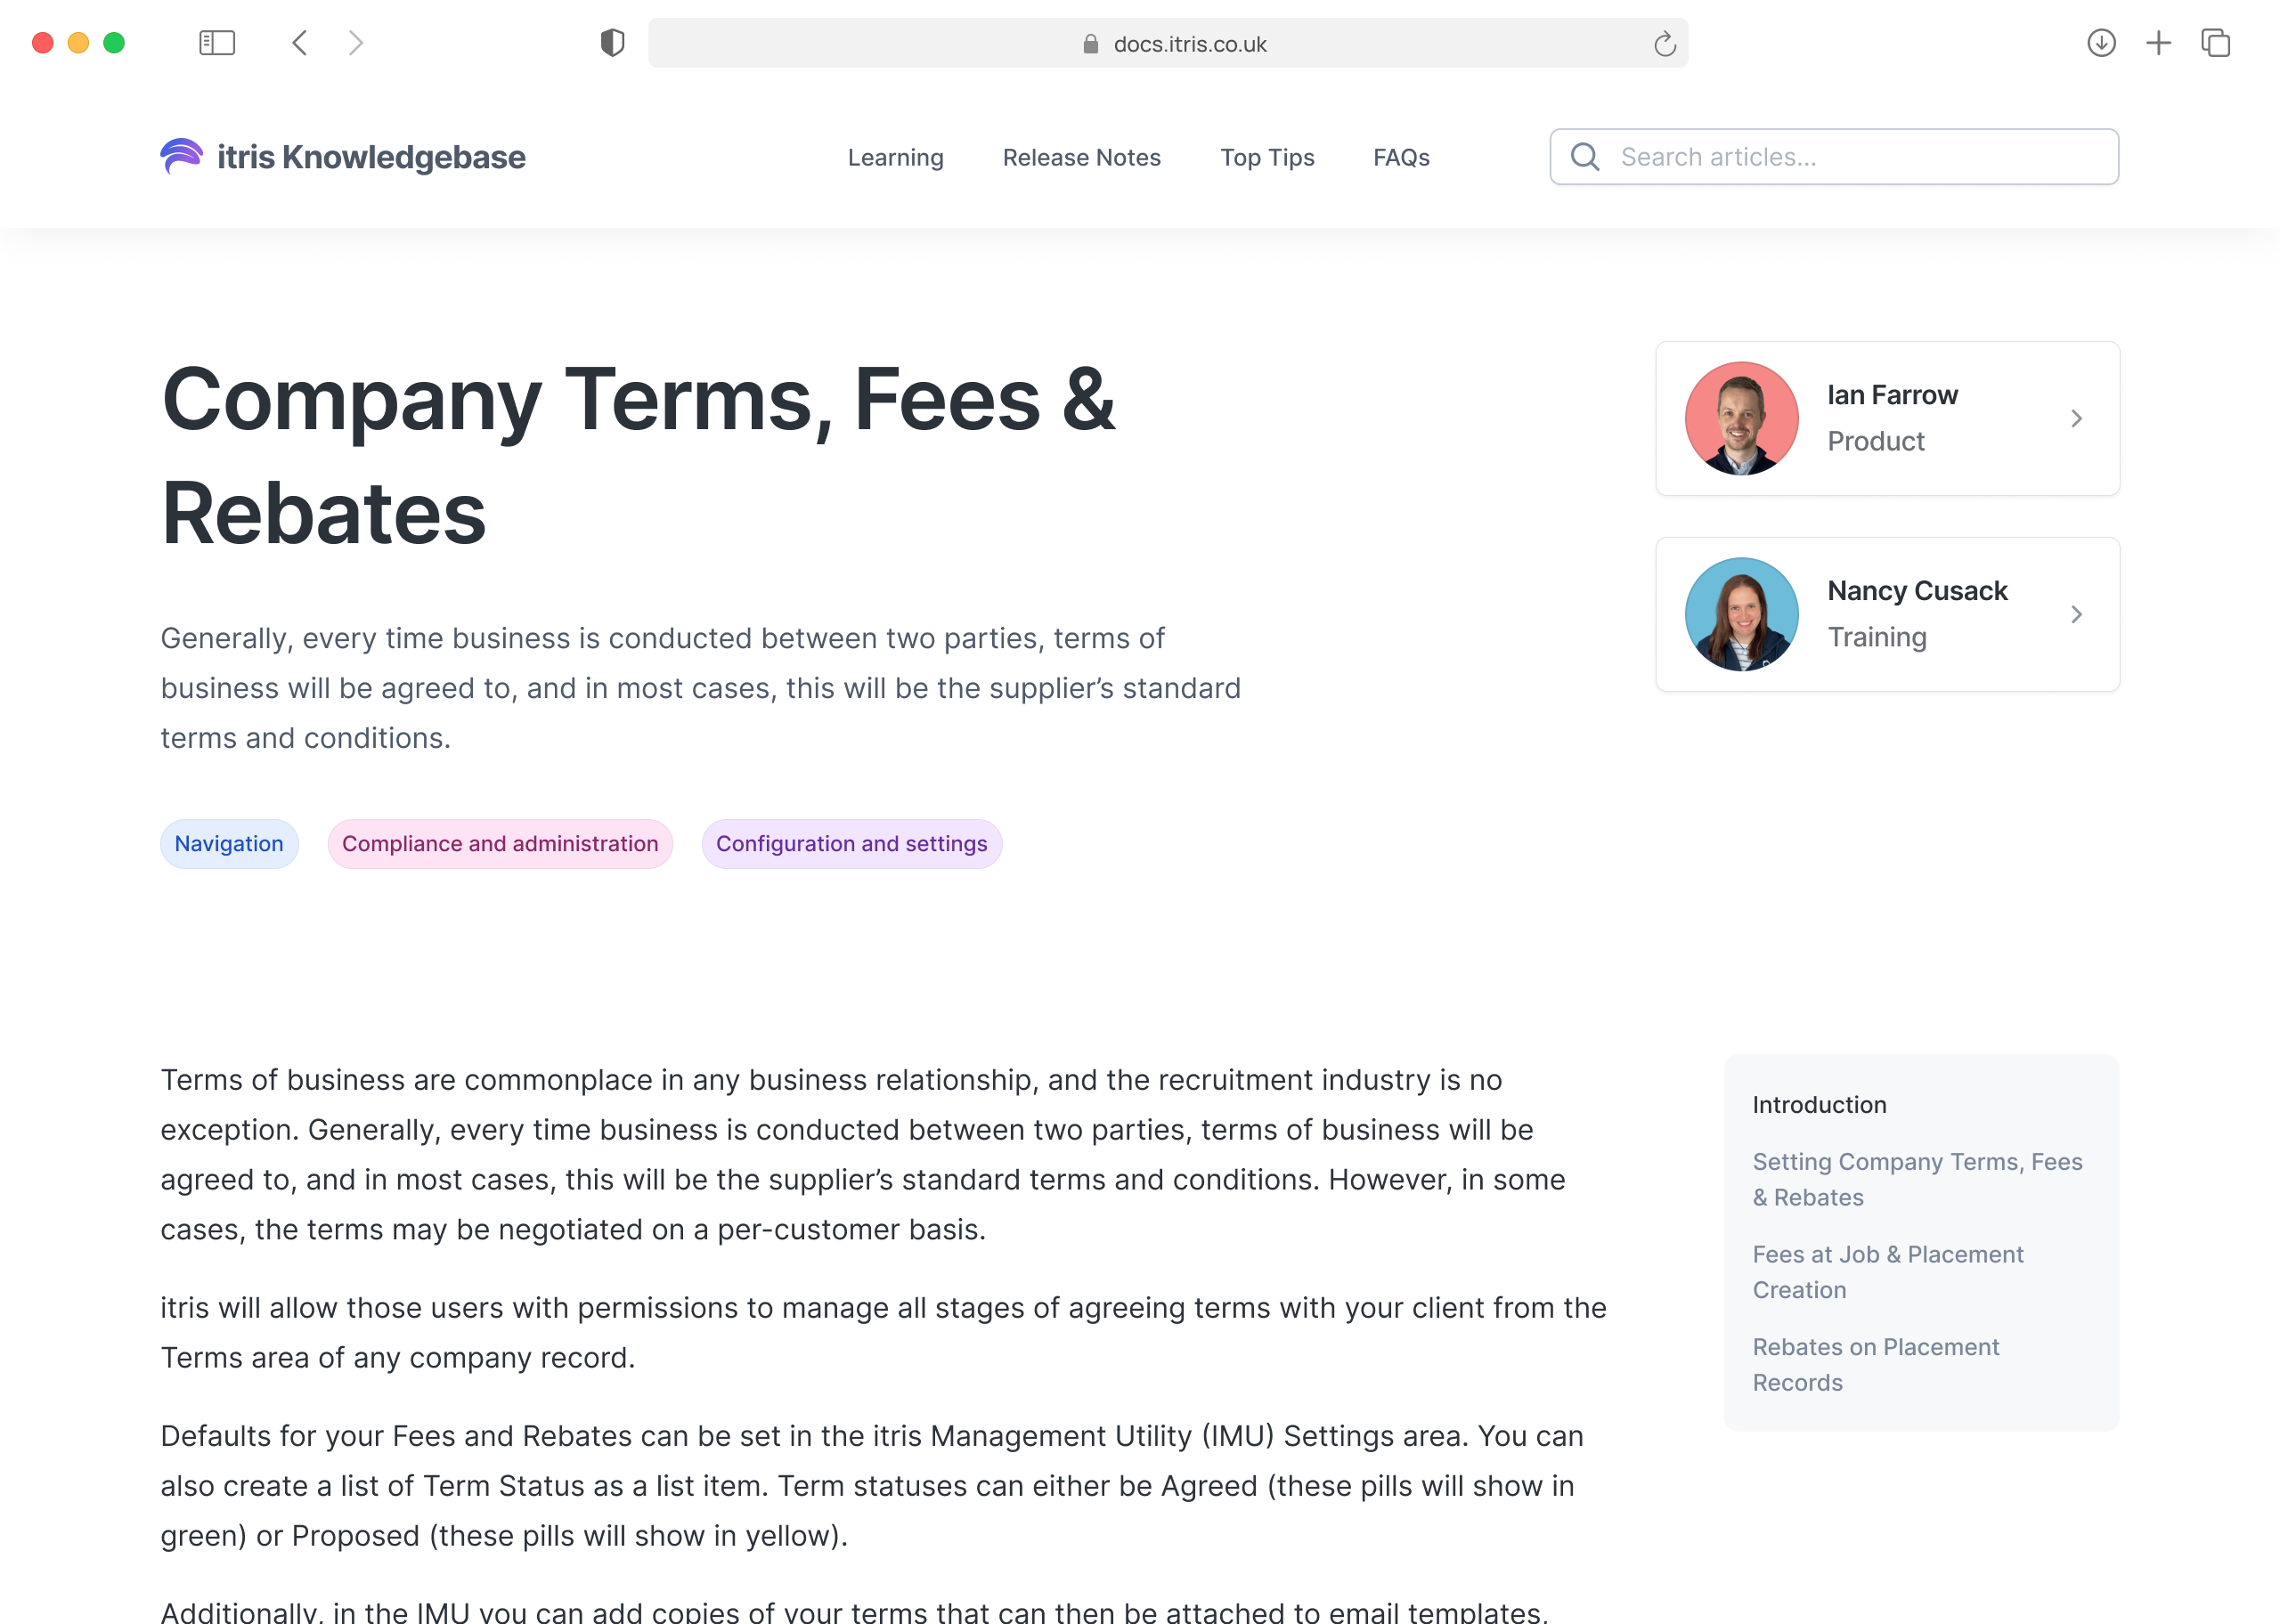 docs.itris.co.uk
itris Knowledgebase
Learning
Release Notes
Top Tips
FAQs
Search articles...
Company Terms, Fees &
Rebates
Generally, every time business is conducted between two parties, terms of
business will be agreed to, and in most cases, this will be the supplier’s standard
terms and conditions.
Navigation
Compliance and administration
Configuration and settings
Ian Farrow
Product
Nancy Cusack
Training
Terms of business are commonplace in any business relationship, and the recruitment industry is no
exception. Generally, every time business is conducted between two parties, terms of business will be
agreed to, and in most cases, this will be the supplier’s standard terms and conditions. However, in some
cases, the terms may be negotiated on a per-customer basis.
itris will allow those users with permissions to manage all stages of agreeing terms with your client from the
Terms area of any company record.
Defaults for your Fees and Rebates can be set in the itris Management Utility (IMU) Settings area. You can
also create a list of Term Status as a list item. Term statuses can either be Agreed (these pills will show in
green) or Proposed (these pills will show in yellow).
Additionally, in the IMU you can add copies of your terms that can then be attached to email templates,
Introduction
Setting Company Terms, Fees
& Rebates
Fees at Job & Placement
Creation
Rebates on Placement
Records